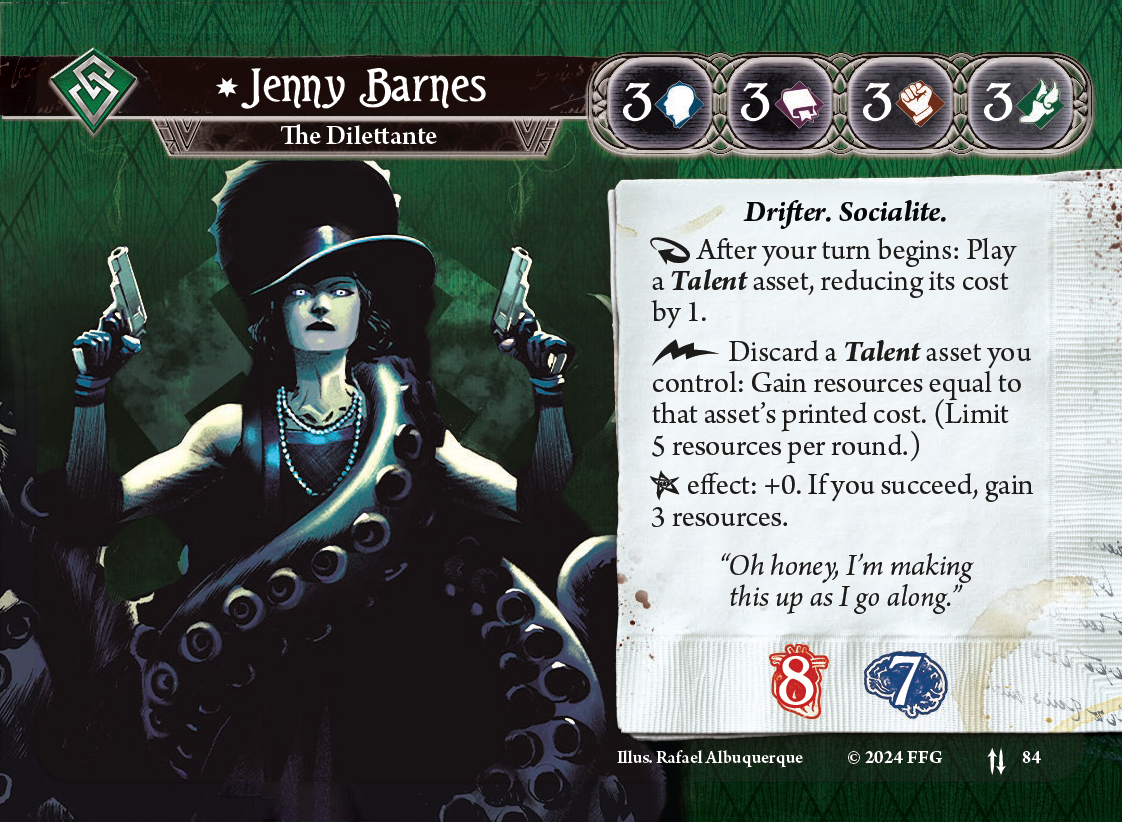 Jenny Barnes
The Dilettante
3 3 3 3
Drifter. Socialite.
After your turn begins: Play
a Talent asset, reducing its cost
by 1.
Discard a Talent asset you
control: Gain resources equal to
that asset's printed cost. (Limit
5 resources per round.)
effect: +0. If you succeed, gain
3 resources.
“Oh honey, I'm making
this up as I go along.”
8 7
Illus. Rafael Albuquerque © 2024 FFG 84